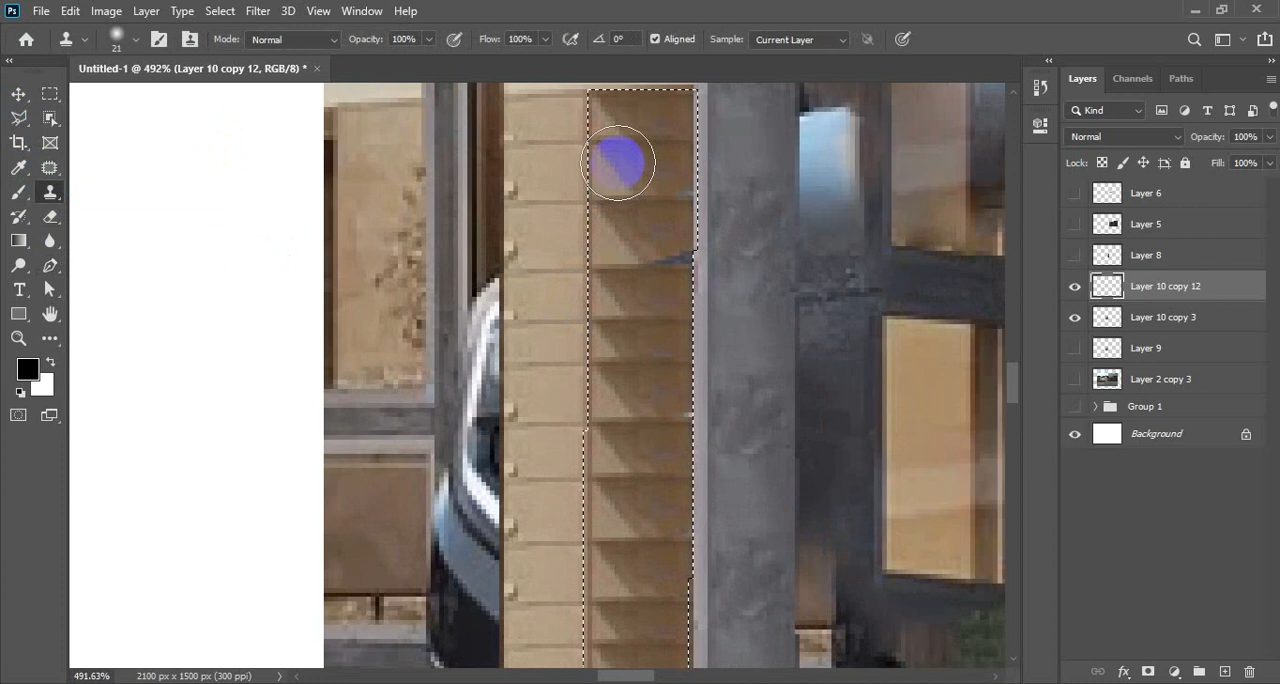 Ps File Edit Image Layer Type Select Filter 3D View Window Help
21 Mode: Normal Opacity: 100% Flow: 100% 0° Aligned Sample: Current Layer
Untitled-1 @ 492% (Layer 10 copy 12, RGB/8) * ×
Layers Channels Paths
Kind
Normal Opacity: 100%
Lock: Fill: 100%
Layer 6
Layer 5
Layer 8
Layer 10 copy 12
Layer 10 copy 3
Layer 9
Layer 2 copy 3
Group 1
Background
491.63% 2100 px x 1500 px (300 ppi)